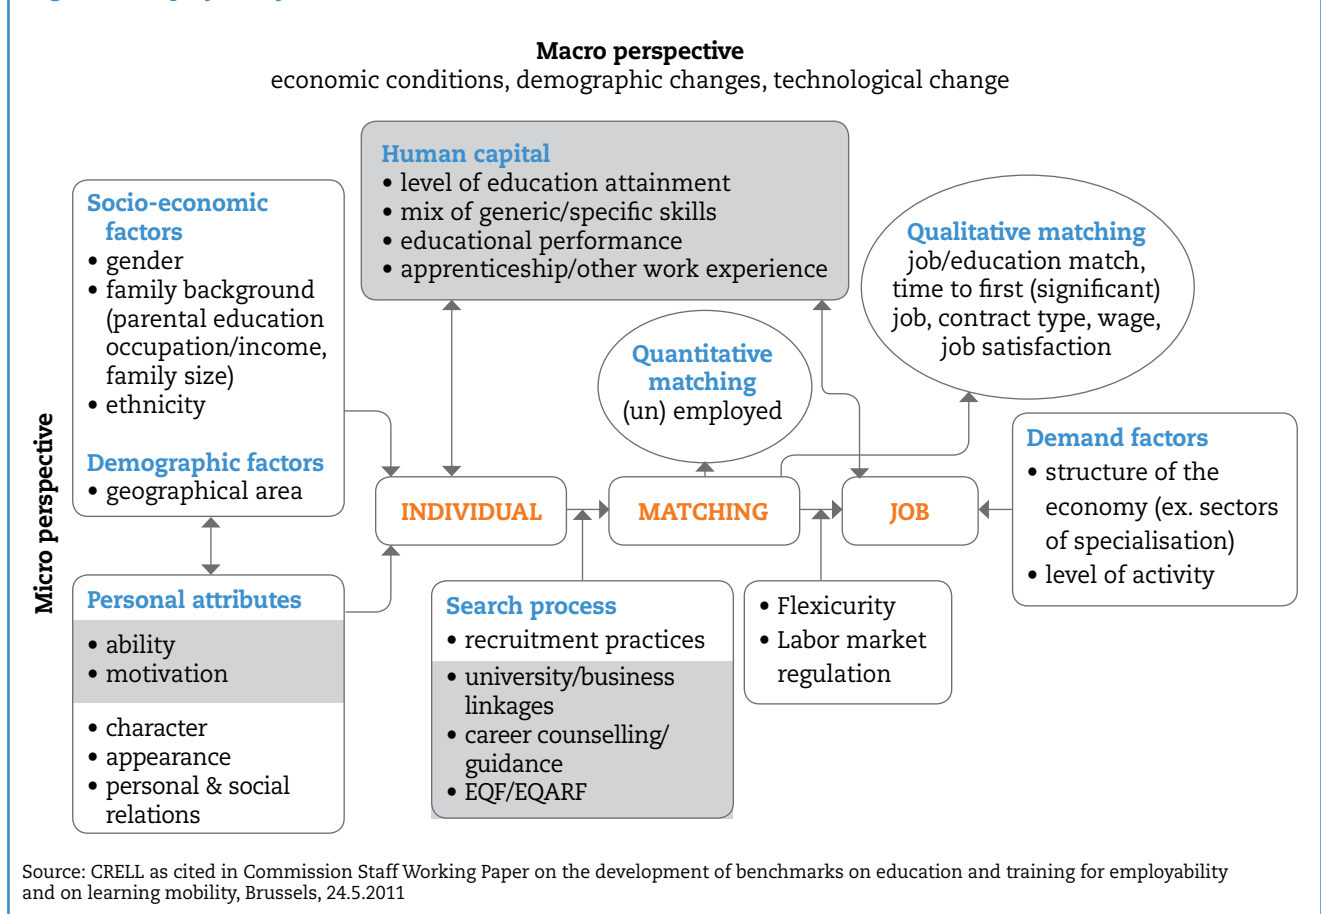 Macro perspective
economic conditions, demographic changes, technological change
Human capital
• level of education attainment
• mix of generic/specific skills
• educational performance
• apprenticeship/other work experience
Socio-economic
factors
• gender
• family background
(parental education
occupation/income,
family size)
• ethnicity
Demographic factors
• geographical area
Qualitative matching
job/education match,
time to first (significant)
job, contract type, wage,
job satisfaction
Quantitative
matching
(un) employed
Micro perspective
INDIVIDUAL
MATCHING
JOB
Demand factors
• structure of the
economy (ex. sectors
of specialisation)
• level of activity
Personal attributes
• ability
• motivation
• character
• appearance
• personal & social
relations
Search process
• recruitment practices
• university/business
linkages
• career counselling/
guidance
• EQF/EQARF
• Flexicurity
• Labor market
regulation
Source: CRELL as cited in Commission Staff Working Paper on the development of benchmarks on education and training for employability
and on learning mobility, Brussels, 24.5.2011